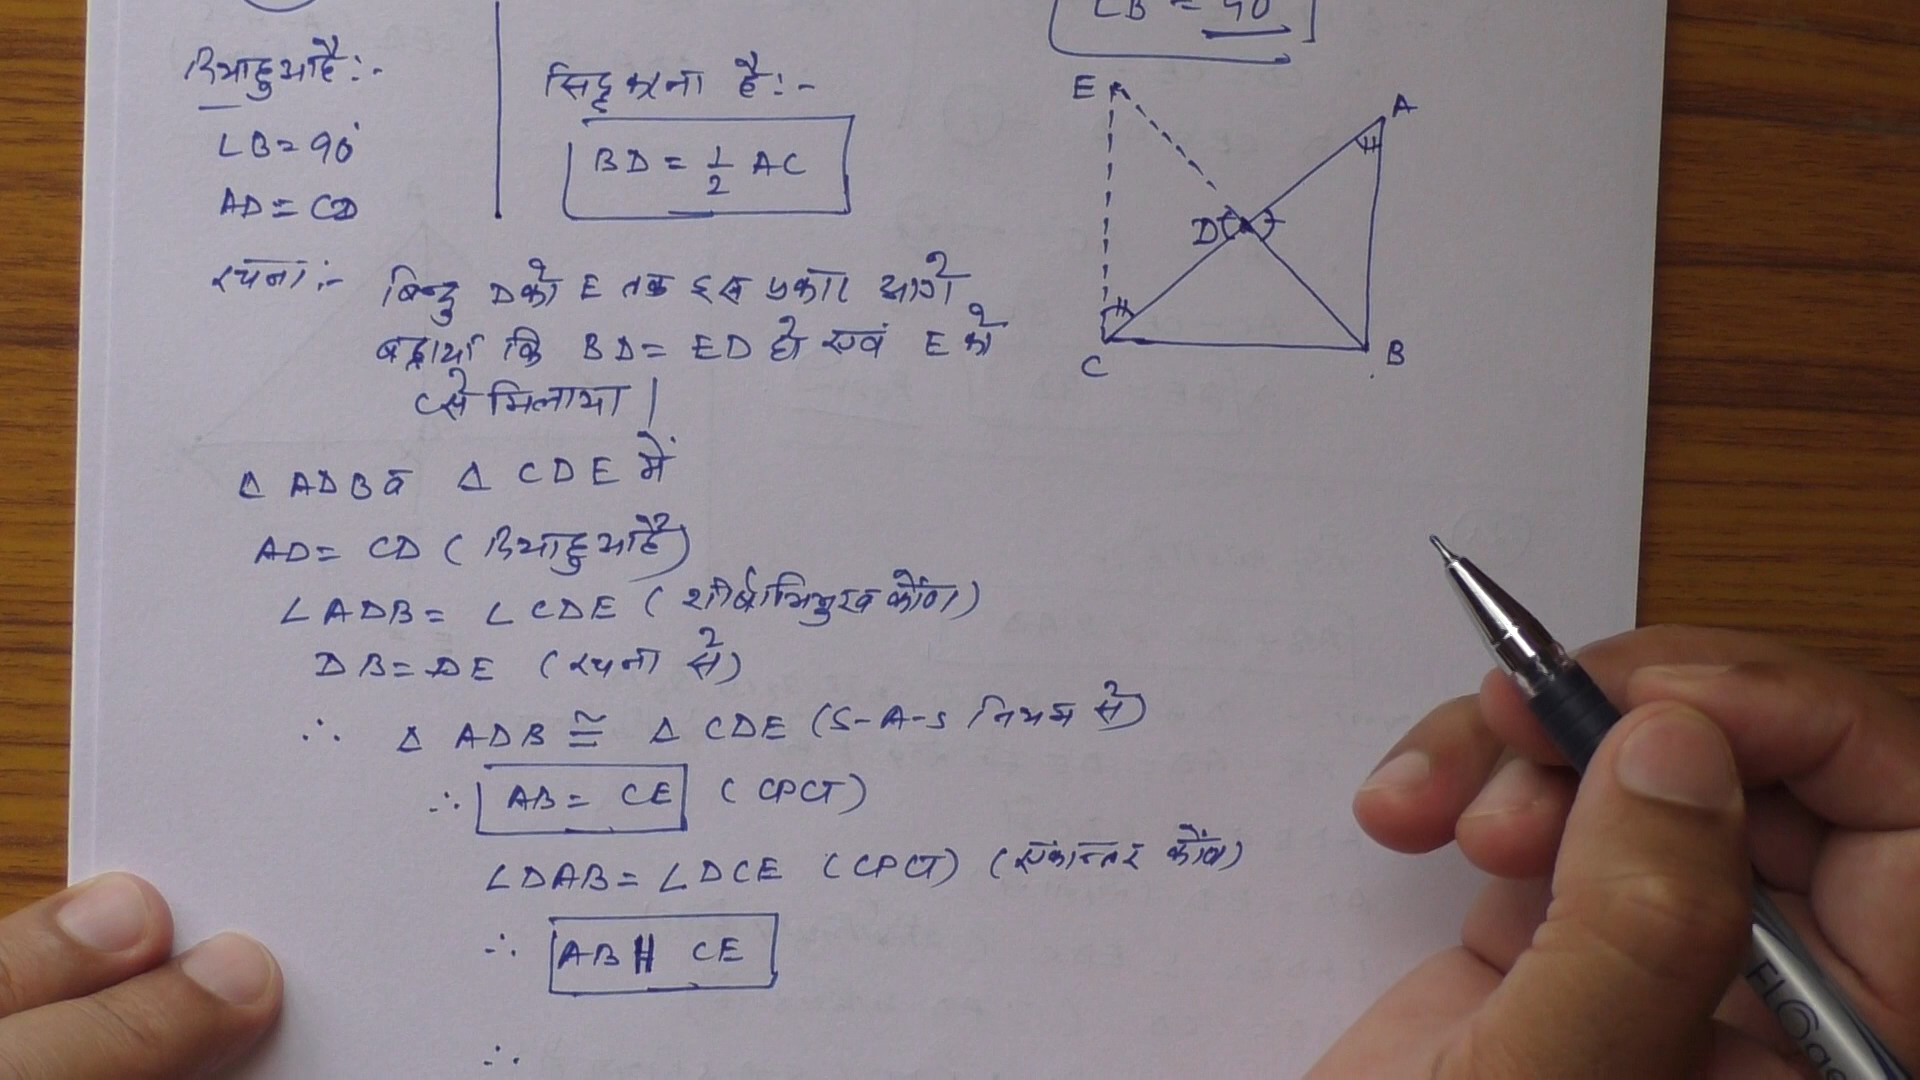 ∠B = 90°
दिया हुआ है:-
∠B = 90°
AD = CD
सिद्ध करना है:-
BD = 1/2 AC
E
A
D
C
B
रचना:- बिन्दु D को E तक इस प्रकार आगे
बढ़ाया कि BD = ED हो एवं E को
C से मिलाया |
Δ ADB व Δ CDE में
AD = CD (दिया हुआ है)
∠ADB = ∠CDE (शीर्षाभिमुख कोण)
DB = DE (रचना से)
∴ Δ ADB ≅ Δ CDE (S-A-S नियम से)
∴ AB = CE (CPCT)
∠DAB = ∠DCE (CPCT) (एकान्तर कोण)
∴ AB || CE
∴